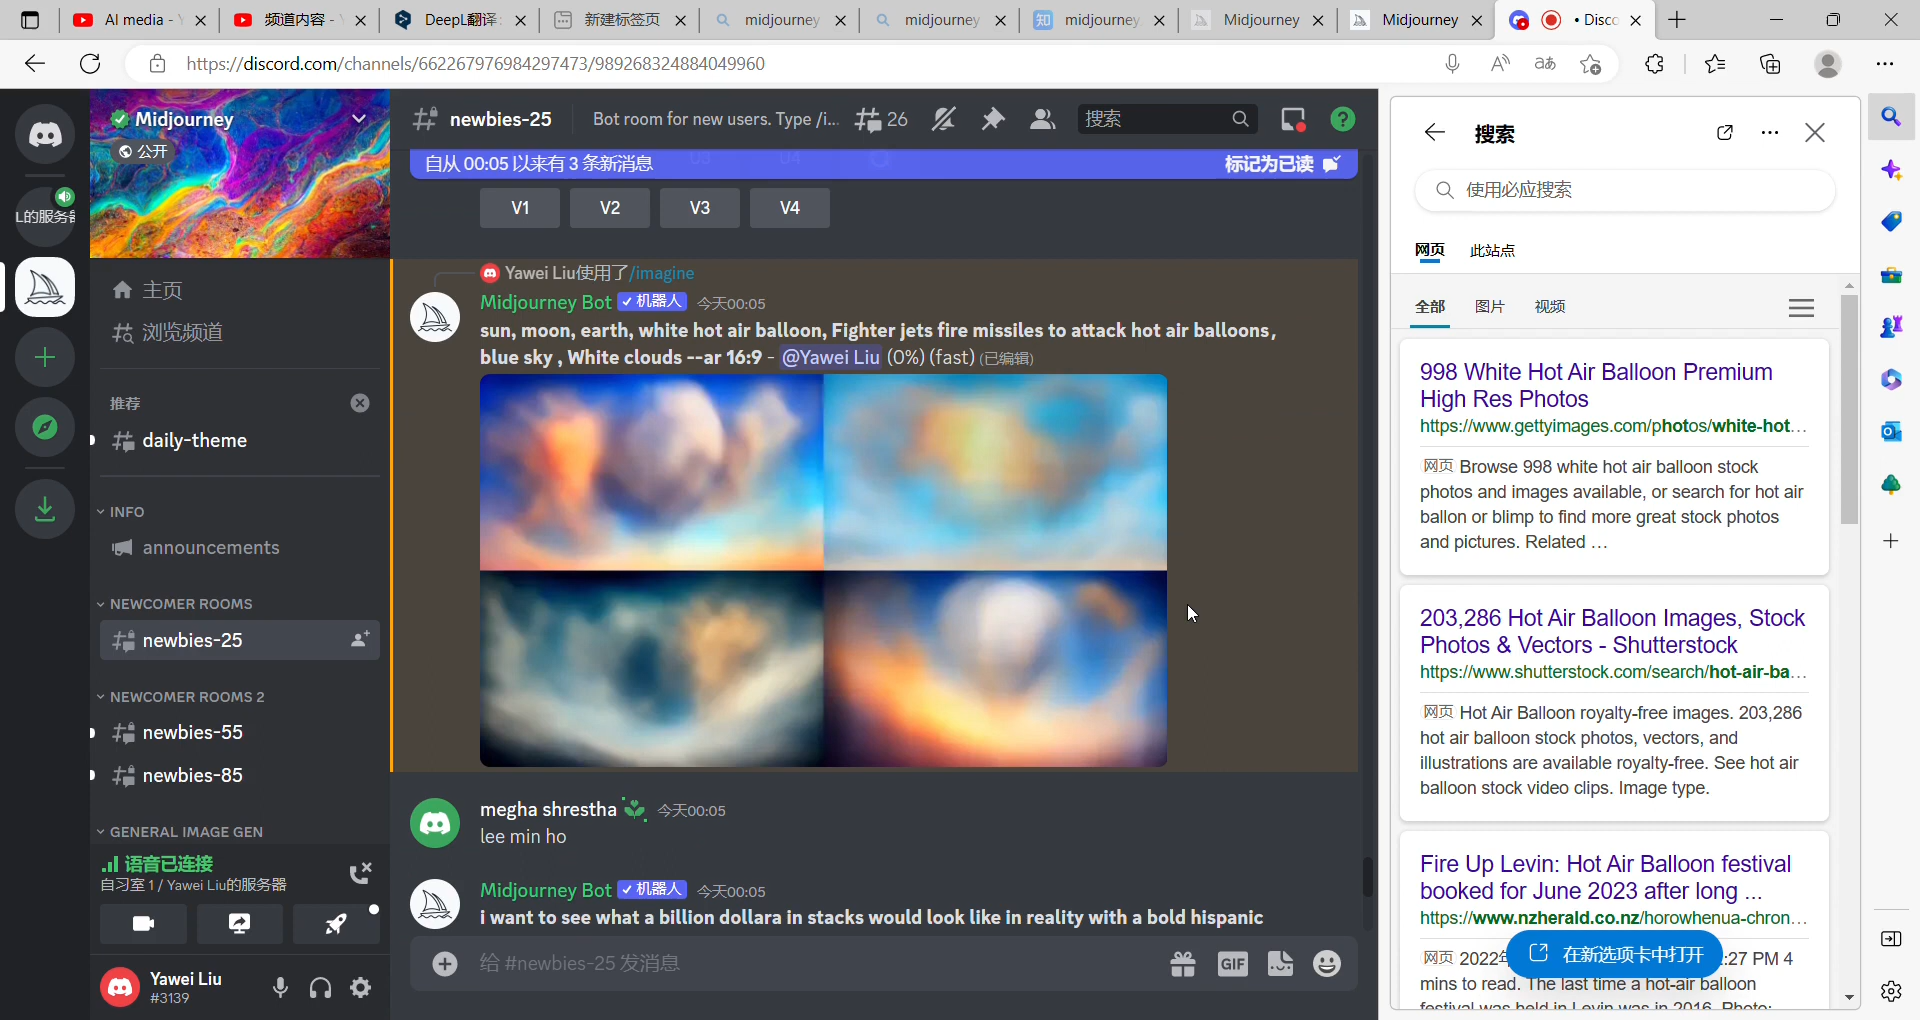 AI media -
频道内容 -
DeepL翻译
新建标签页
midjourney
midjourney
知 midjourney
Midjourney
Midjourney
• Disco
https://discord.com/channels/662267976984297473/989268324884049960
Midjourney
公开
L的服务器
主页
浏览频道
推荐
daily-theme
INFO
announcements
NEWCOMER ROOMS
newbies-25
NEWCOMER ROOMS 2
newbies-55
newbies-85
GENERAL IMAGE GEN
语音已连接
自习室 1 / Yawei Liu的服务器
Yawei Liu
#3139
newbies-25
Bot room for new users. Type /i...
26
搜索
自从 00:05 以来有 3 条新消息
标记为已读
V1 V2 V3 V4
Yawei Liu使用了/imagine
Midjourney Bot ✓ 机器人 今天00:05
sun, moon, earth, white hot air balloon, Fighter jets fire missiles to attack hot air balloons,
blue sky , White clouds --ar 16:9 - @Yawei Liu (0%) (fast) (已编辑)
megha shrestha 今天00:05
lee min ho
Midjourney Bot ✓ 机器人 今天00:05
i want to see what a billion dollara in stacks would look like in reality with a bold hispanic
给 #newbies-25 发消息
GIF
搜索
使用必应搜索
网页 此站点
全部 图片 视频
998 White Hot Air Balloon Premium
High Res Photos
https://www.gettyimages.com/photos/white-hot...
网页 Browse 998 white hot air balloon stock
photos and images available, or search for hot air
ballon or blimp to find more great stock photos
and pictures. Related ...
203,286 Hot Air Balloon Images, Stock
Photos & Vectors - Shutterstock
https://www.shutterstock.com/search/hot-air-ba...
网页 Hot Air Balloon royalty-free images. 203,286
hot air balloon stock photos, vectors, and
illustrations are available royalty-free. See hot air
balloon stock video clips. Image type.
Fire Up Levin: Hot Air Balloon festival
booked for June 2023 after long ...
https://www.nzherald.co.nz/horowhenua-chron...
网页 2022年
在新选项卡中打开
:27 PM 4
mins to read. The last time a hot-air balloon
festival was held in Levin was in 2016. Photo: